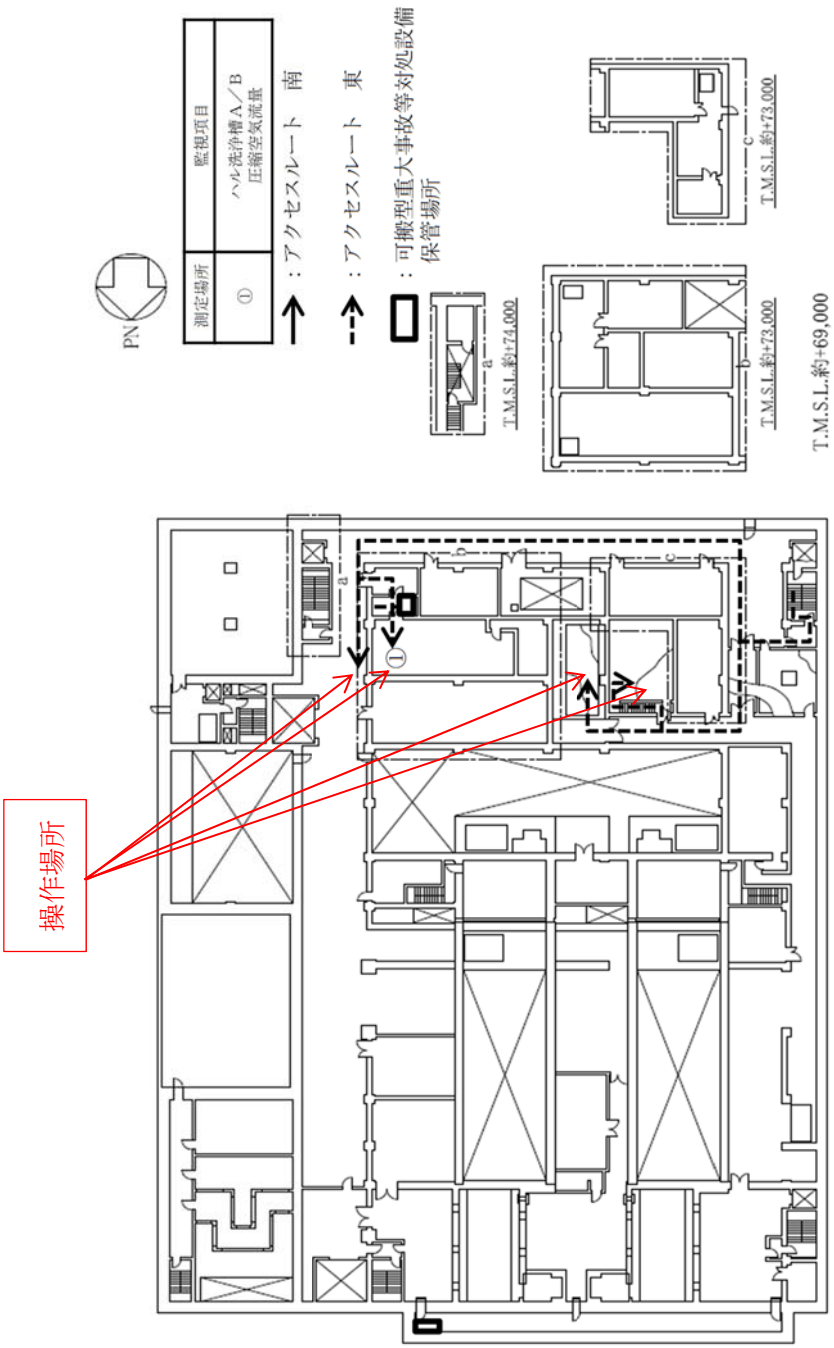 PN
測定場所
監視項目
①
ハル洗浄槽A/B
圧縮空気流量
：アクセスルート　南
：アクセスルート　東
：可搬型重大事故等対処設備
保管場所
a
T.M.S.L.約+74,000
b
T.M.S.L.約+73,000
c
T.M.S.L.約+73,000
T.M.S.L.約+69,000
操作場所
a
b
c
①